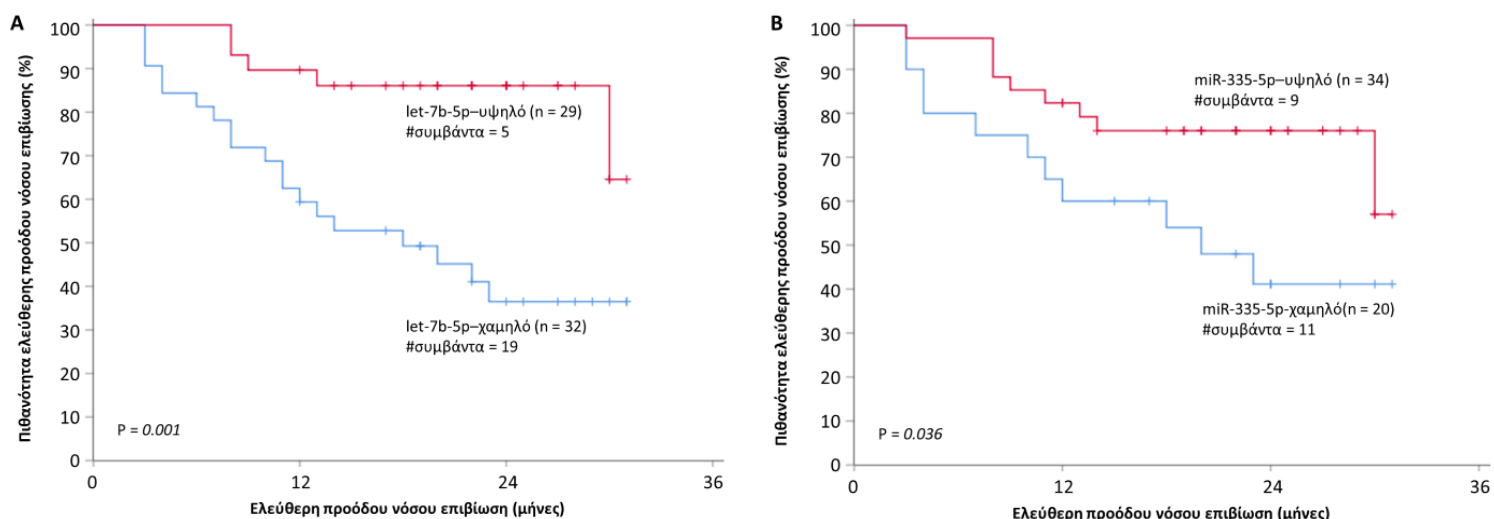 A
Πιθανότητα ελεύθερης προόδου νόσου επιβίωσης (%)
100
90
80
70
60
50
40
30
20
10
0
let-7b-5p–υψηλό (n = 29)
#συμβάντα = 5
let-7b-5p–χαμηλό (n = 32)
#συμβάντα = 19
P = 0.001
0
12
24
36
Ελεύθερη προόδου νόσου επιβίωση (μήνες)
B
Πιθανότητα ελεύθερης προόδου νόσου επιβίωσης (%)
100
90
80
70
60
50
40
30
20
10
0
miR-335-5p–υψηλό (n = 34)
#συμβάντα = 9
miR-335-5p-χαμηλό(n = 20)
#συμβάντα = 11
P = 0.036
0
12
24
36
Ελεύθερη προόδου νόσου επιβίωση (μήνες)